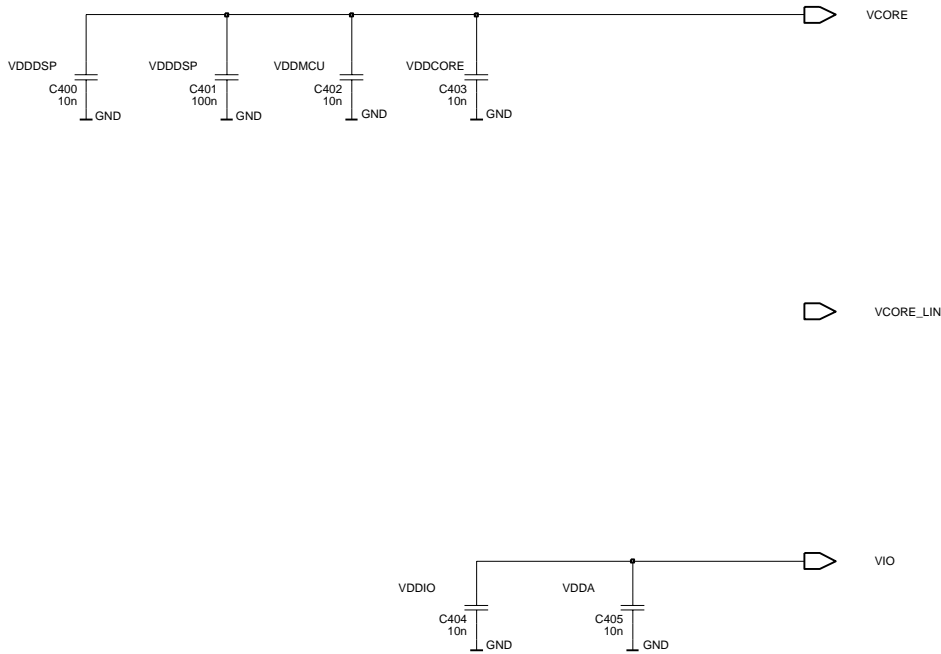 VCORE
VDDDSP
VDDDSP
VDDMCU
VDDCORE
C400
10n
C401
100n
C402
10n
C403
10n
GND
GND
GND
GND
VCORE_LIN
VIO
VDDIO
VDDA
C404
10n
C405
10n
GND
GND